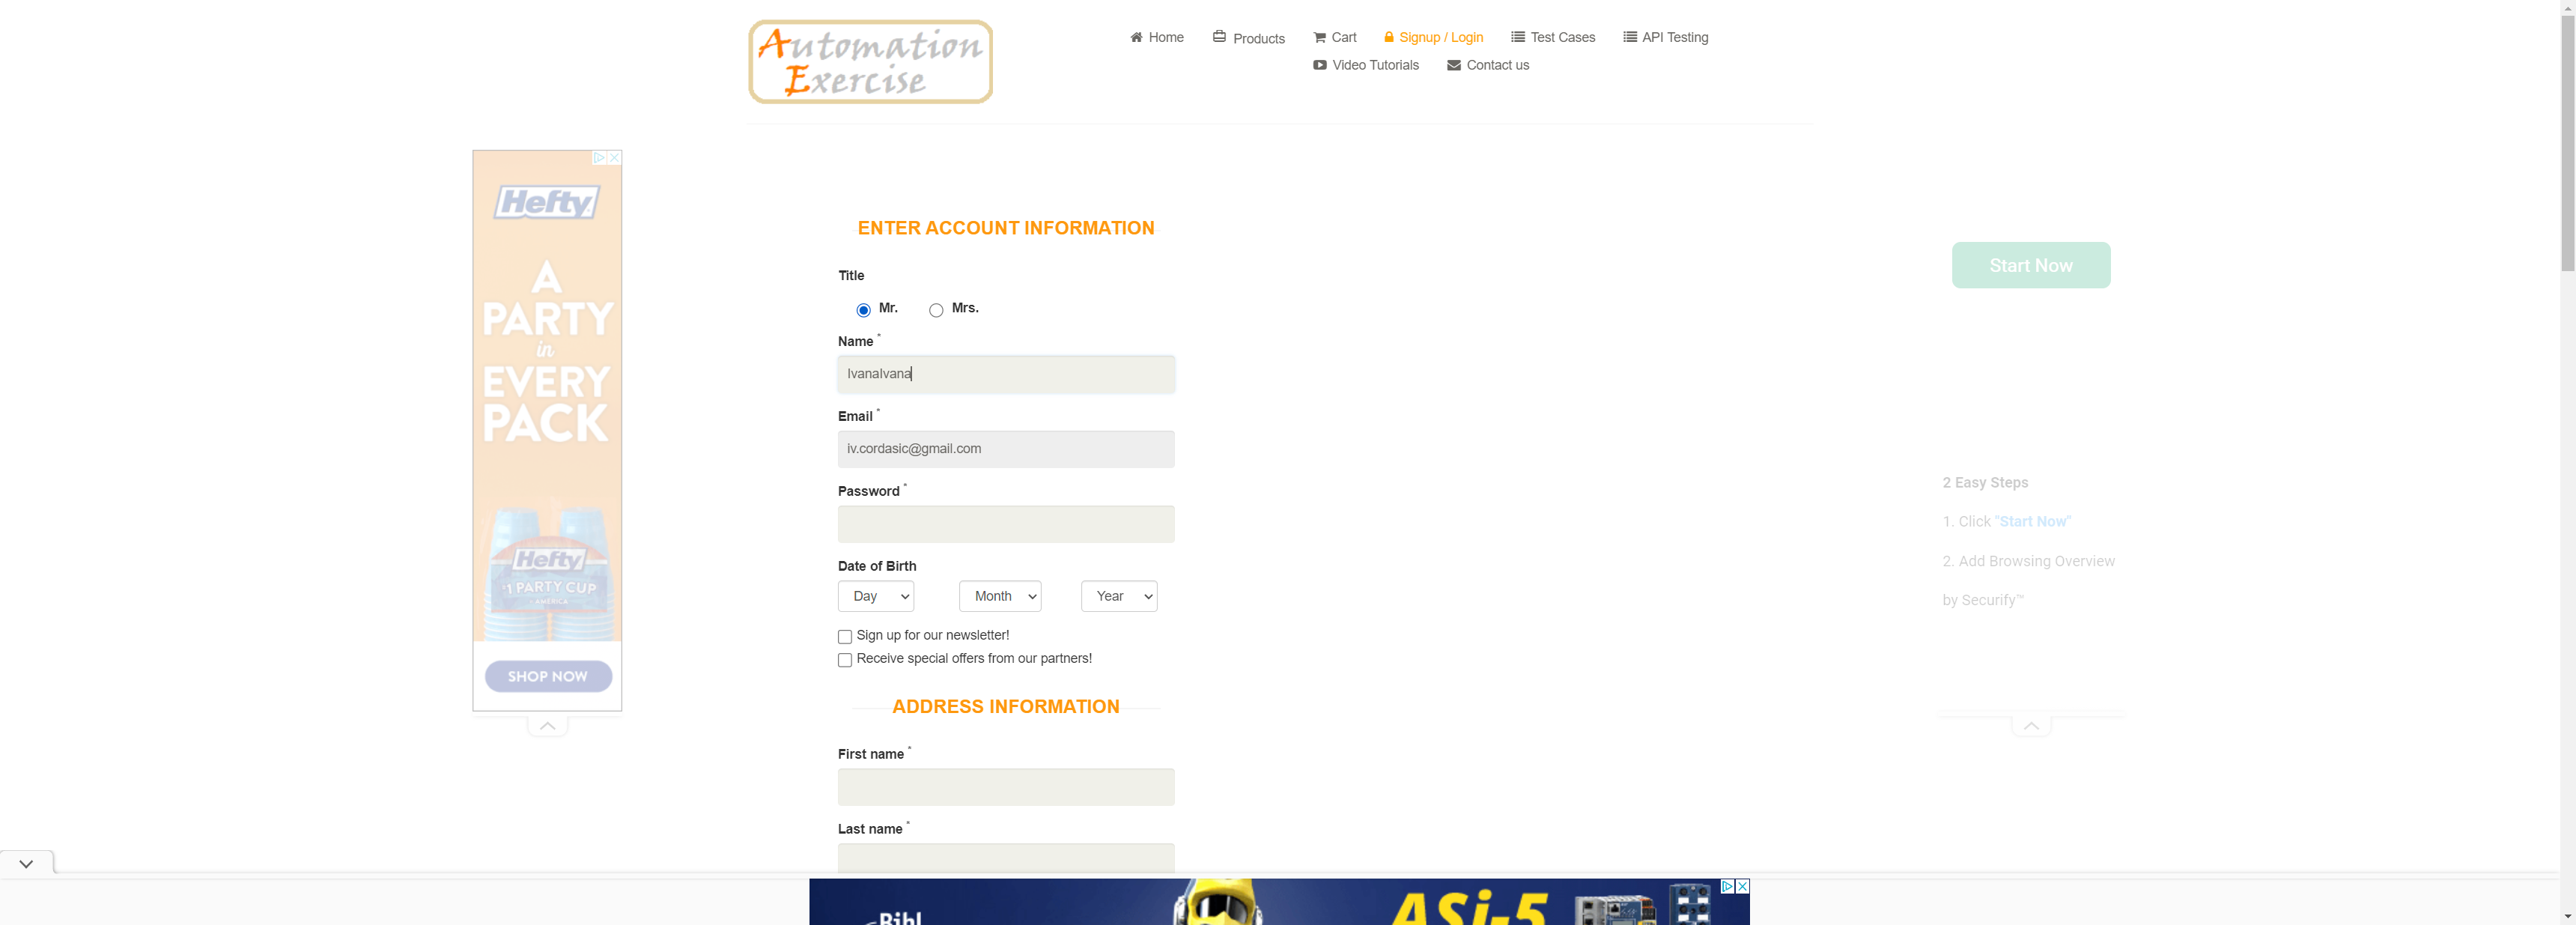 Automation
Exercise
Home
Products
Cart
Signup / Login
Test Cases
API Testing
Video Tutorials
Contact us
Hefty
A
PARTY
in
EVERY
PACK
Hefty
#1 PARTY CUP
IN AMERICA
SHOP NOW
ENTER ACCOUNT INFORMATION
Title
Mr.
Mrs.
Name *
IvanaIvana
Email *
iv.cordasic@gmail.com
Password *
Date of Birth
Day
Month
Year
Sign up for our newsletter!
Receive special offers from our partners!
ADDRESS INFORMATION
First name *
Last name *
Start Now
2 Easy Steps
1. Click "Start Now"
2. Add Browsing Overview
by Securify™
Bihl
ASi-5